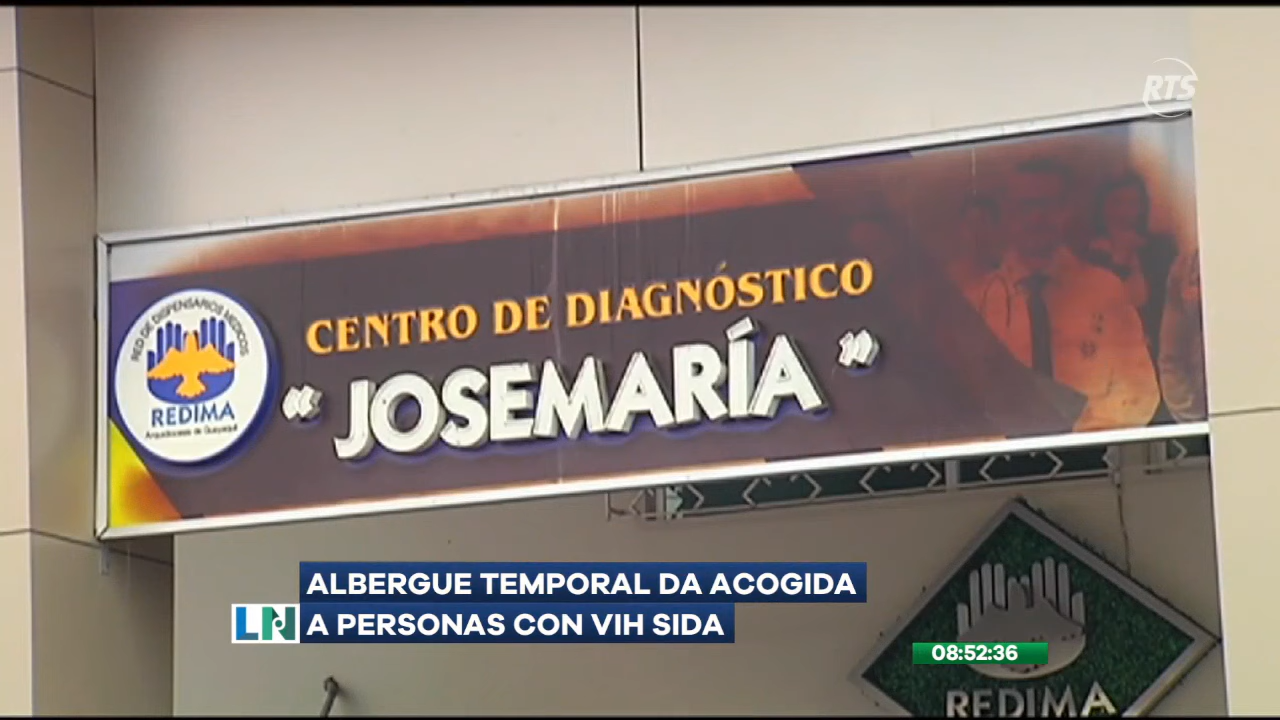 RTS
CENTRO DE DIAGNÓSTICO
" JOSEMARÍA "
RED DE DISPENSARIOS MÉDICOS
REDIMA
Arquidiócesis de Guayaquil
ALBERGUE TEMPORAL DA ACOGIDA
LN A PERSONAS CON VIH SIDA
08:52:36
REDIMA